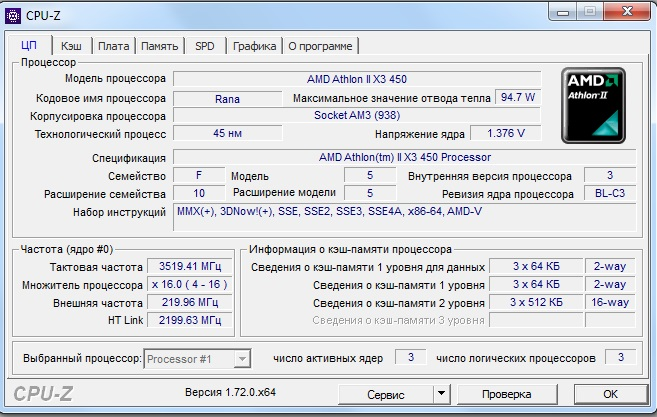 CPU-Z
ЦП Кэш Плата Память SPD Графика О программе
Процессор
Модель процессора AMD Athlon II X3 450
Кодовое имя процессора Rana Максимальное значение отвода тепла 94.7 W
Корпусировка процессора Socket AM3 (938)
Технологический процесс 45 нм Напряжение ядра 1.376 V
AMD Athlon II
Спецификация AMD Athlon(tm) II X3 450 Processor
Семейство F Модель 5 Внутренняя версия процессора 3
Расширение семейства 10 Расширение модели 5 Ревизия ядра процессора BL-C3
Набор инструкций MMX(+), 3DNow!(+), SSE, SSE2, SSE3, SSE4A, x86-64, AMD-V
Частота (ядро #0)
Тактовая частота 3519.41 МГц
Множитель процессора x 16.0 ( 4 - 16 )
Внешняя частота 219.96 МГц
HT Link 2199.63 МГц
Информация о кэш-памяти процессора
Сведения о кэш-памяти 1 уровня для данных 3 x 64 КБ 2-way
Сведения о кэш-памяти 1 уровня 3 x 64 КБ 2-way
Сведения о кэш-памяти 2 уровня 3 x 512 КБ 16-way
Сведения о кэш-памяти 3 уровня
Выбранный процессор: Processor #1 число активных ядер 3 число логических процессоров 3
CPU-Z Версия 1.72.0.x64 Сервис Проверка OK